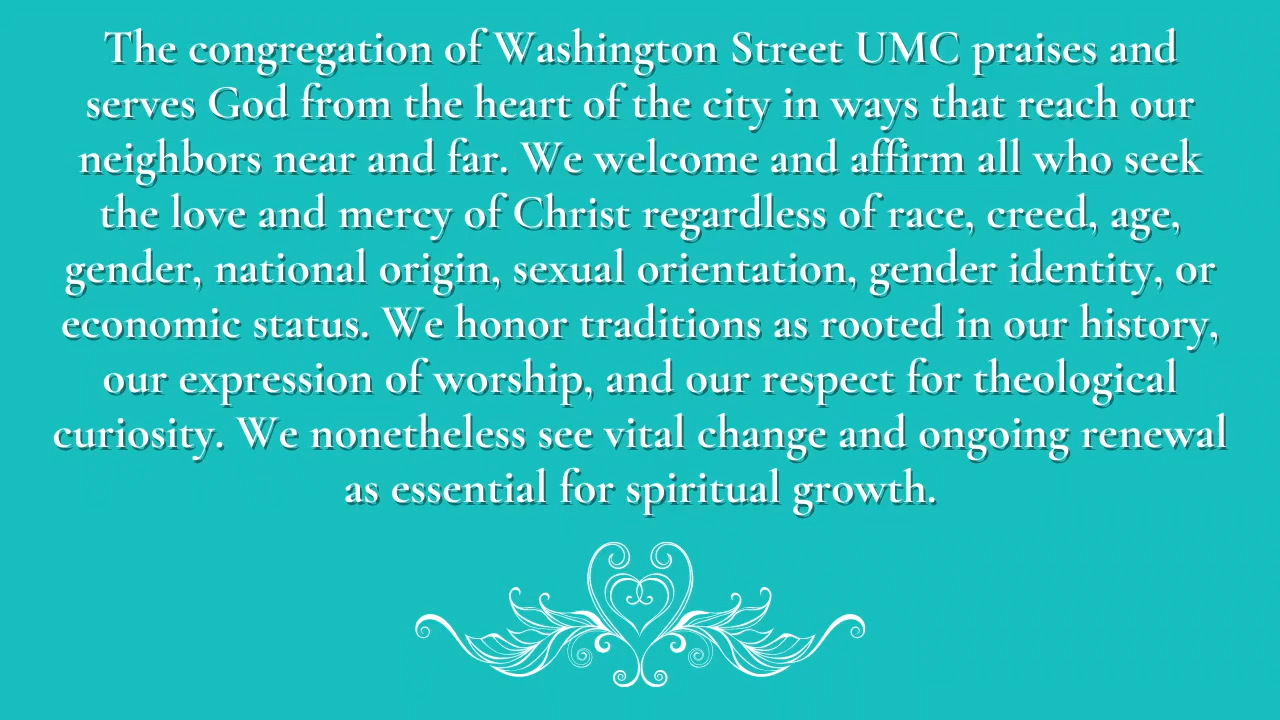 The congregation of Washington Street UMC praises and
serves God from the heart of the city in ways that reach our
neighbors near and far. We welcome and affirm all who seek
the love and mercy of Christ regardless of race, creed, age,
gender, national origin, sexual orientation, gender identity, or
economic status. We honor traditions as rooted in our history,
our expression of worship, and our respect for theological
curiosity. We nonetheless see vital change and ongoing renewal
as essential for spiritual growth.